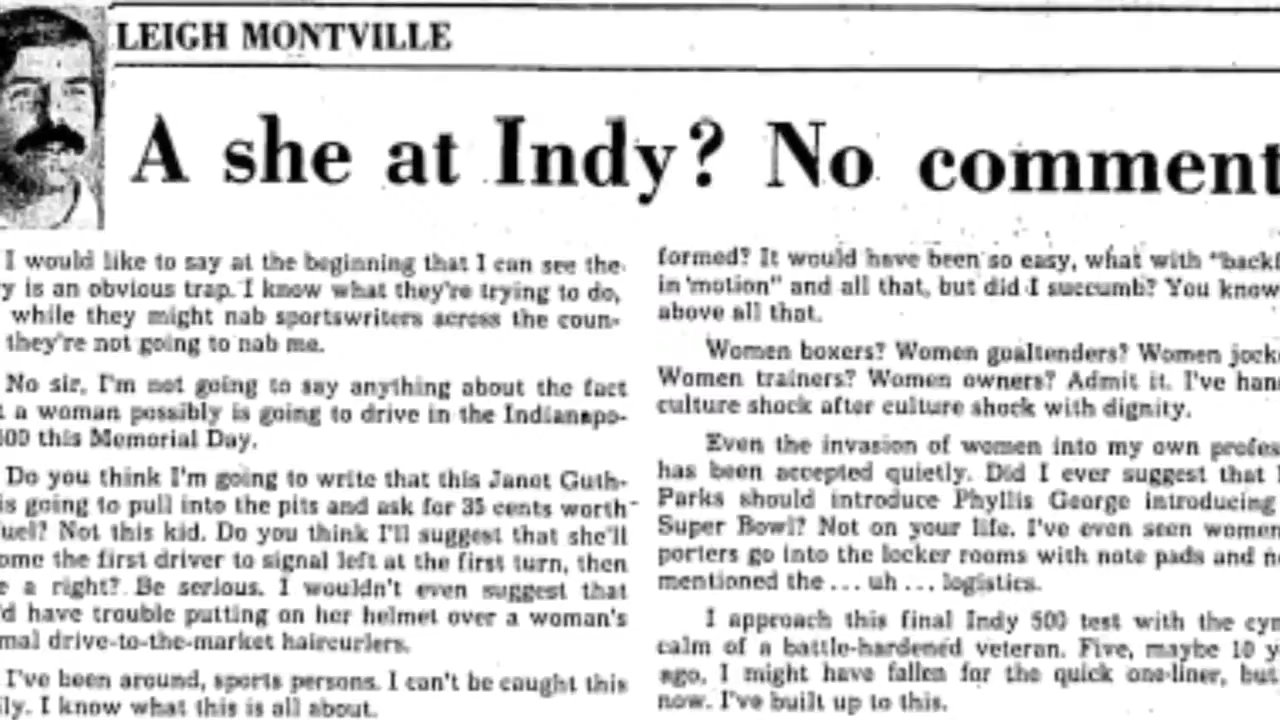 LEIGH MONTVILLE
A she at Indy? No comment
I would like to say at the beginning that I can see the
y is an obvious trap. I know what they're trying to do,
while they might nab sportswriters across the coun-
they're not going to nab me.
No sir, I'm not going to say anything about the fact
t a woman possibly is going to drive in the Indianapo-
500 this Memorial Day.
Do you think I'm going to write that this Janet Guth-
is going to pull into the pits and ask for 35 cents worth
uel? Not this kid. Do you think I'll suggest that she'll
ome the first driver to signal left at the first turn, then
e a right? Be serious. I wouldn't even suggest that
'd have trouble putting on her helmet over a woman's
mal drive-to-the-market haircurlers.
I've been around, sports persons. I can't be caught this
ily. I know what this is all about.
formed? It would have been so easy, what with "backf
in motion" and all that, but did I succumb? You know
above all that.
Women boxers? Women goaltenders? Women jock
Women trainers? Women owners? Admit it. I've han
culture shock after culture shock with dignity.
Even the invasion of women into my own profes
has been accepted quietly. Did I ever suggest that
Parks should introduce Phyllis George introducing
Super Bowl? Not on your life. I've even seen women
porters go into the locker rooms with note pads and
mentioned the ... uh ... logistics.
I approach this final Indy 500 test with the cyn
calm of a battle-hardened veteran. Five, maybe 10 y
ago, I might have fallen for the quick one-liner, but
now. I've built up to this.